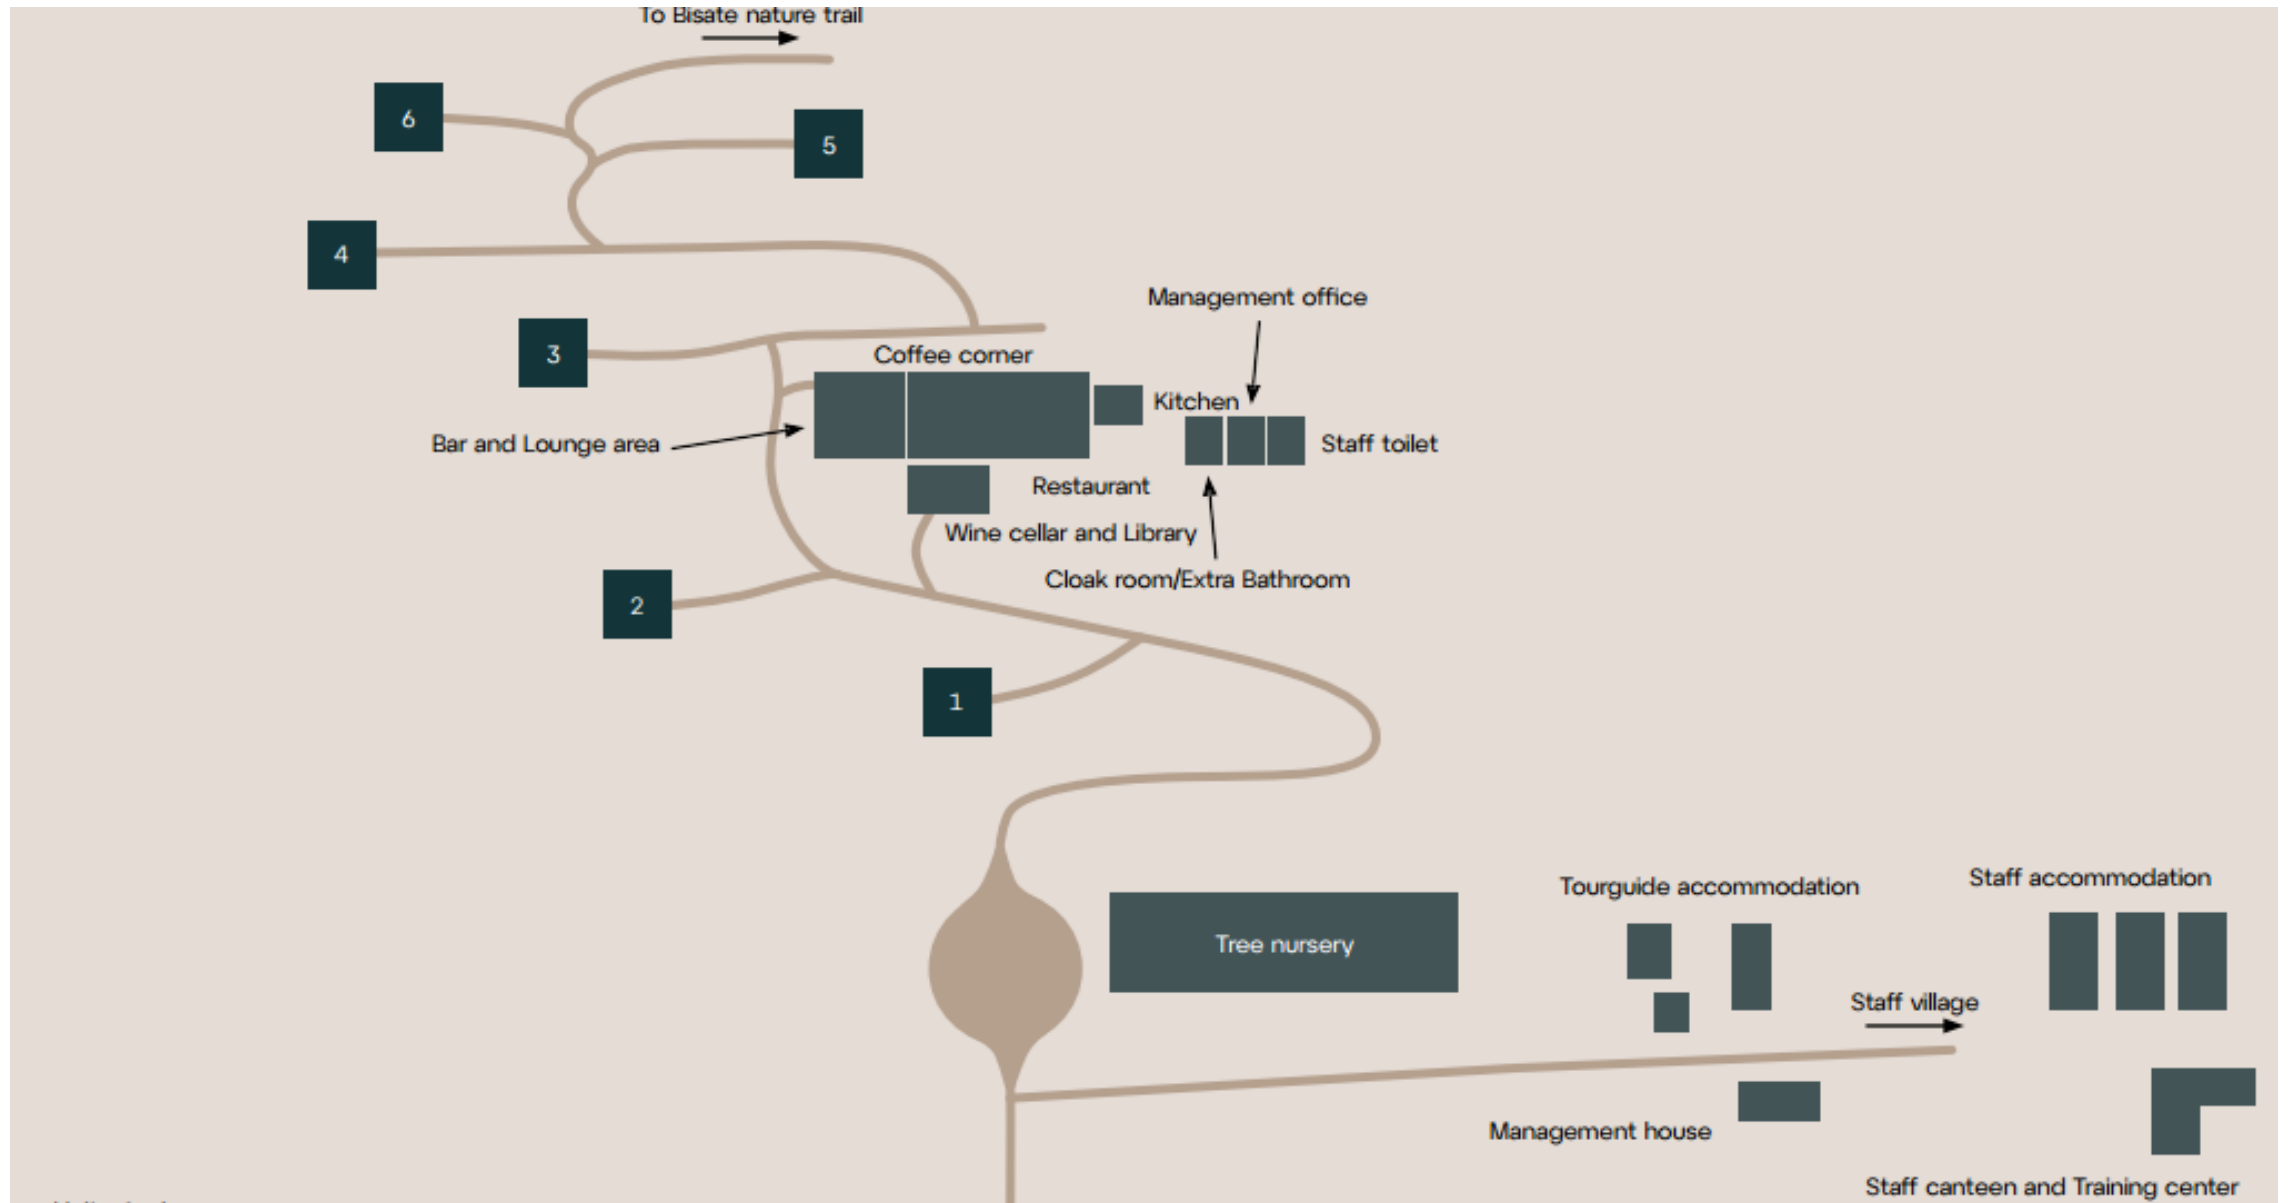 To Bisate nature trail
6
5
4
Management office
3
Coffee corner
Kitchen
Bar and Lounge area
Staff toilet
Restaurant
Wine cellar and Library
Cloak room/Extra Bathroom
2
1
Tourguide accommodation
Staff accommodation
Tree nursery
Staff village
Management house
Staff canteen and Training center